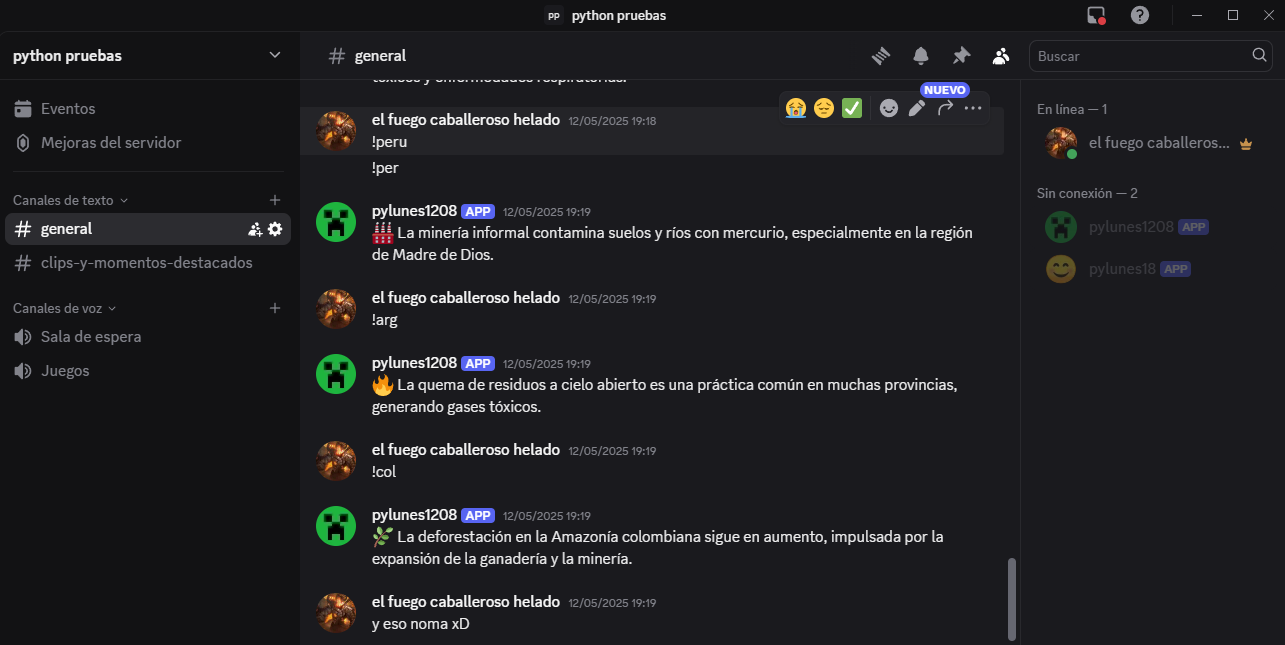 PP python pruebas
python pruebas
Eventos
Mejoras del servidor
Canales de texto
# general
# clips-y-momentos-destacados
Canales de voz
Sala de espera
Juegos
# general
Buscar
tóxicos y enfermedades respiratorias.
NUEVO
el fuego caballeroso helado 12/05/2025 19:18
!peru
!per
pylunes1208 APP 12/05/2025 19:19
La minería informal contamina suelos y ríos con mercurio, especialmente en la región
de Madre de Dios.
el fuego caballeroso helado 12/05/2025 19:19
!arg
pylunes1208 APP 12/05/2025 19:19
La quema de residuos a cielo abierto es una práctica común en muchas provincias,
generando gases tóxicos.
el fuego caballeroso helado 12/05/2025 19:19
!col
pylunes1208 APP 12/05/2025 19:19
La deforestación en la Amazonía colombiana sigue en aumento, impulsada por la
expansión de la ganadería y la minería.
el fuego caballeroso helado 12/05/2025 19:19
y eso noma xD
En línea — 1
el fuego caballeros...
Sin conexión — 2
pylunes1208 APP
pylunes18 APP